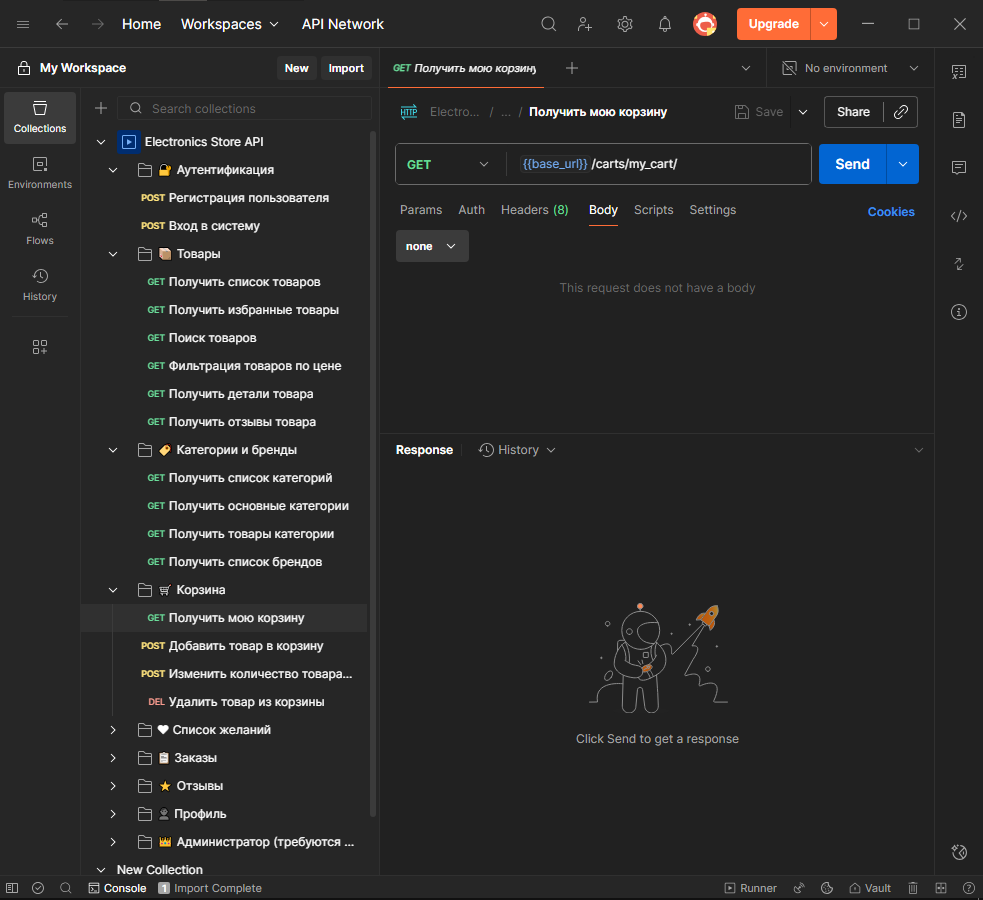 Home Workspaces API Network Upgrade
My Workspace New Import
GET Получить мою корзину No environment
Collections
Environments
Flows
History
Search collections
Electronics Store API
🔐 Аутентификация
POST Регистрация пользователя
POST Вход в систему
📦 Товары
GET Получить список товаров
GET Получить избранные товары
GET Поиск товаров
GET Фильтрация товаров по цене
GET Получить детали товара
GET Получить отзывы товара
🏷️ Категории и бренды
GET Получить список категорий
GET Получить основные категории
GET Получить товары категории
GET Получить список брендов
🛒 Корзина
GET Получить мою корзину
POST Добавить товар в корзину
POST Изменить количество товара...
DEL Удалить товар из корзины
❤ Список желаний
📋 Заказы
⭐ Отзывы
👤 Профиль
👑 Администратор (требуются ...
New Collection
HTTP Electro... / ... / Получить мою корзину Save Share
GET {{base_url}} /carts/my_cart/ Send
Params Auth Headers (8) Body Scripts Settings Cookies
none
This request does not have a body
Response History
Click Send to get a response
Console 1 Import Complete Runner Vault